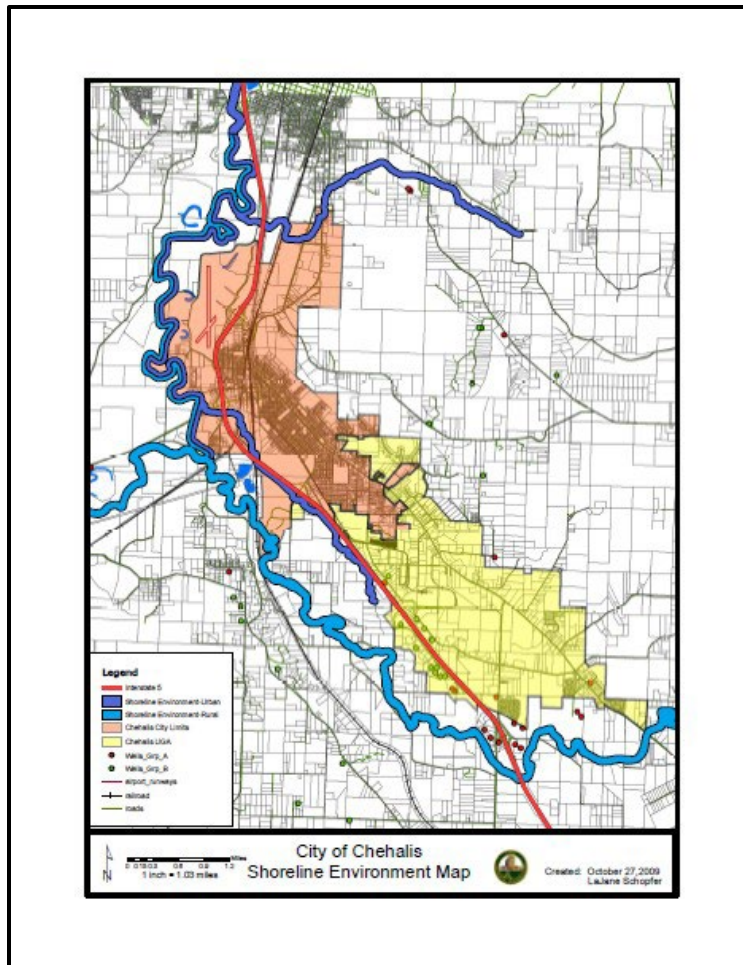 Legend
Interstate 5
Shoreline Environment-Urban
Shoreline Environment-Rural
Chehalis City Limits
Chehalis UGA
Wells_Grp_A
Wells_Grp_B
airport_runways
railroad
roads
N
Miles
1 inch = 1.03 miles
City of Chehalis
Shoreline Environment Map
Created: October 27,2009
LaJane Schopfer